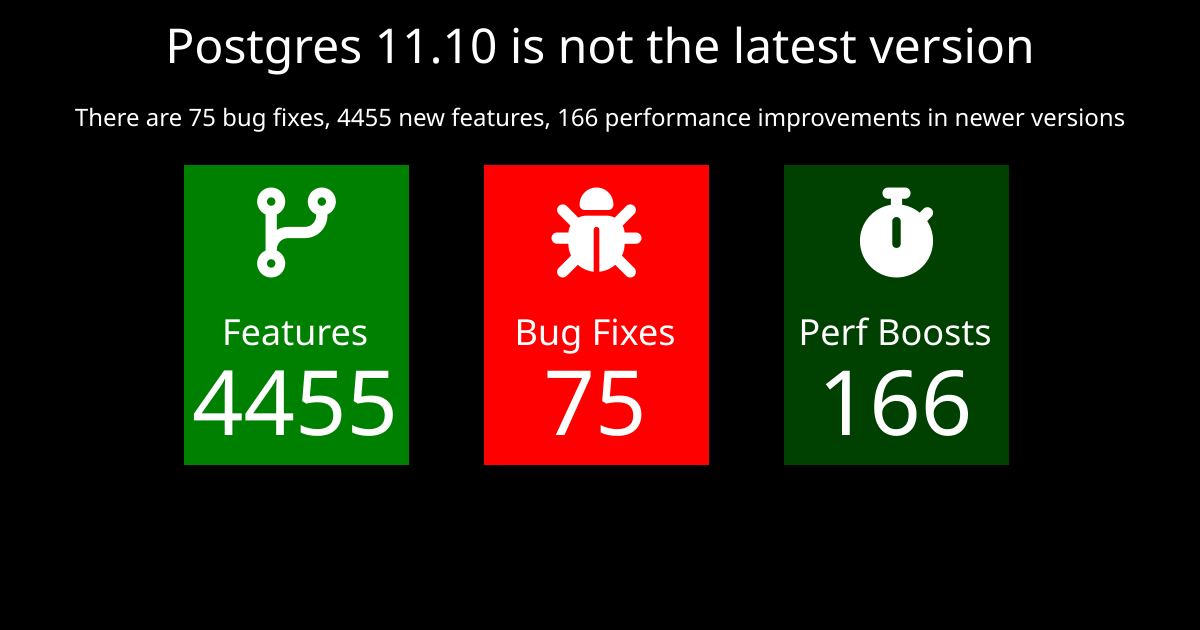 Postgres 11.10 is not the latest version
There are 75 bug fixes, 4455 new features, 166 performance improvements in newer versions
Features
4455
Bug Fixes
75
Perf Boosts
166